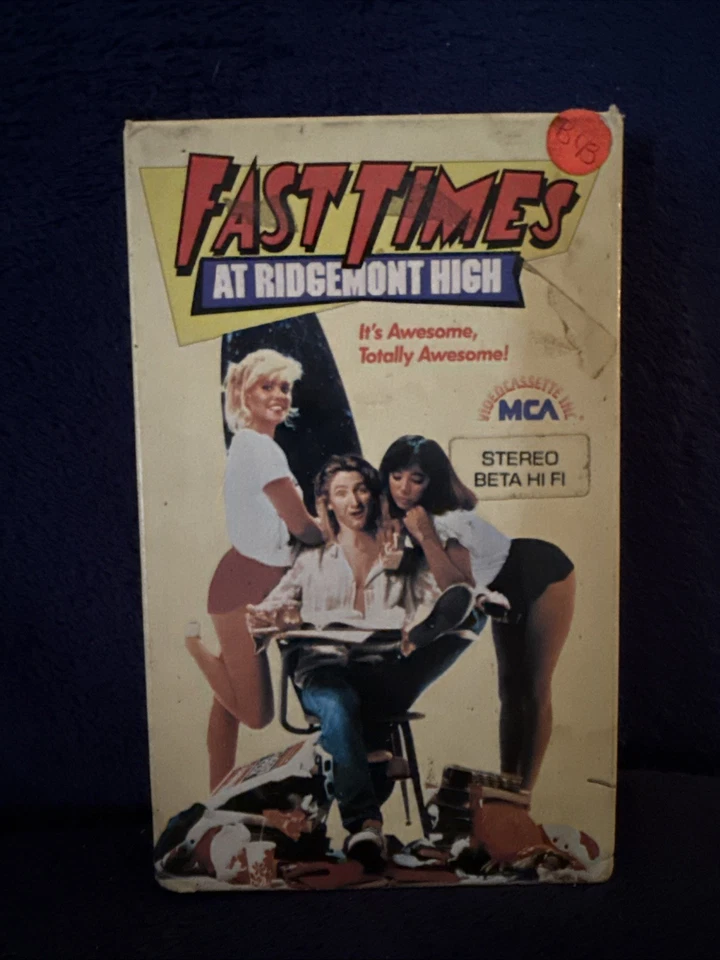 FAST TIMES
AT RIDGEMONT HIGH
It's Awesome,
Totally Awesome!
VIDEOCASSETTE INC.
MCA
STEREO
BETA HI FI